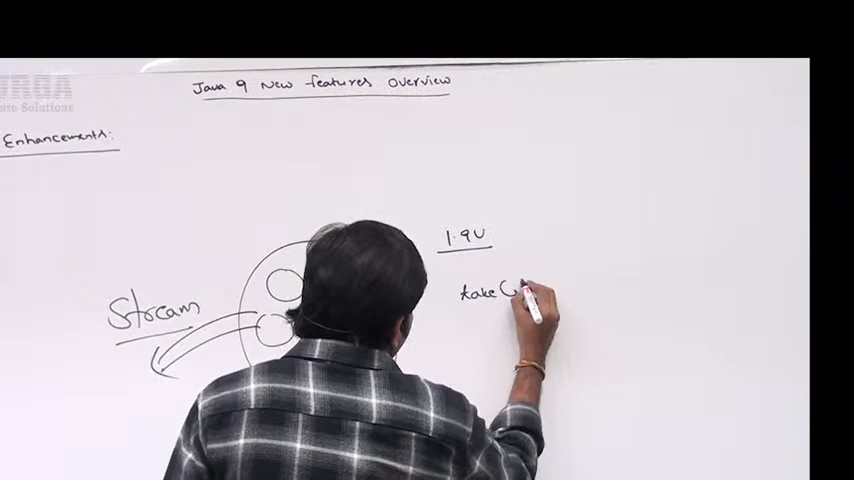 Java 9 New features Overview
Enhancements:
1.9V
Stream
take